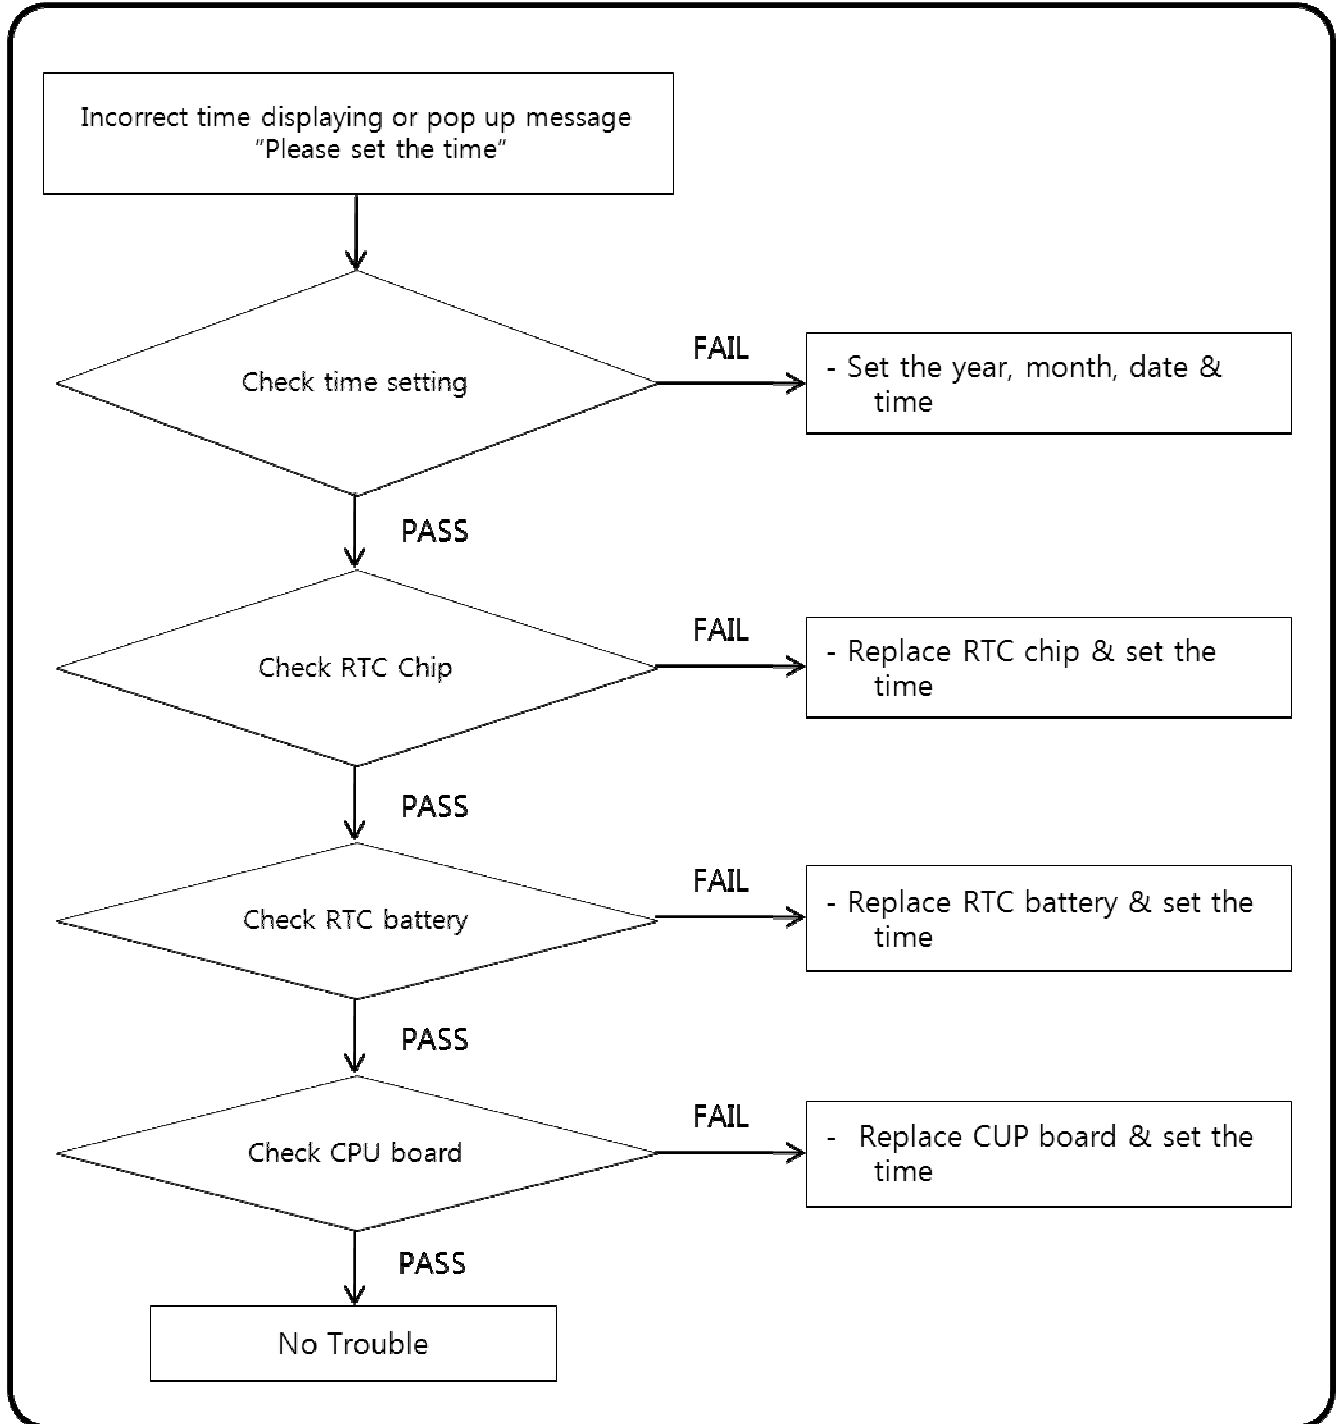 Incorrect time displaying or pop up message
"Please set the time"
Check time setting
FAIL
- Set the year, month, date &
time
PASS
Check RTC Chip
FAIL
- Replace RTC chip & set the
time
PASS
Check RTC battery
FAIL
- Replace RTC battery & set the
time
PASS
Check CPU board
FAIL
- Replace CUP board & set the
time
PASS
No Trouble